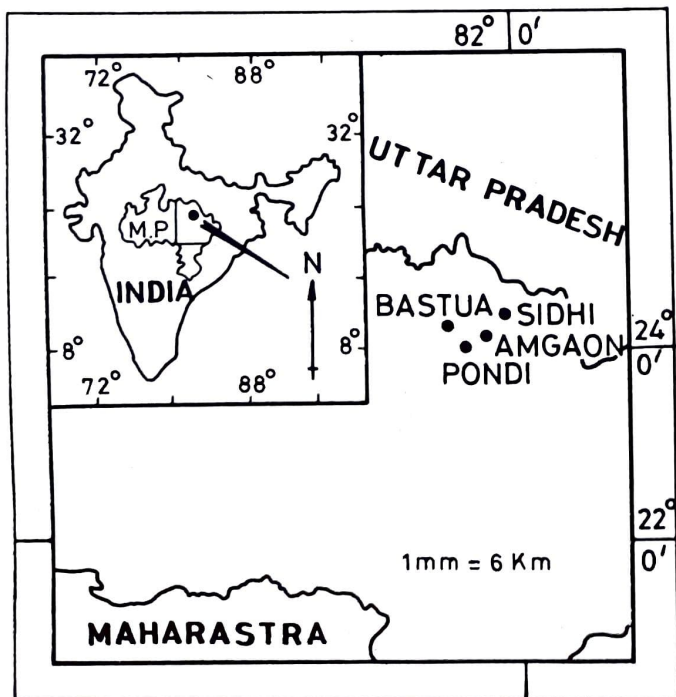 82° 0'
72° 88°
32° 32°
UTTAR PRADESH
M.P
N
INDIA
BASTUA SIDHI
AMGAON
PONDI
24° 0'
8° 8°
72° 88°
22° 0'
1mm = 6 Km
MAHARASTRA